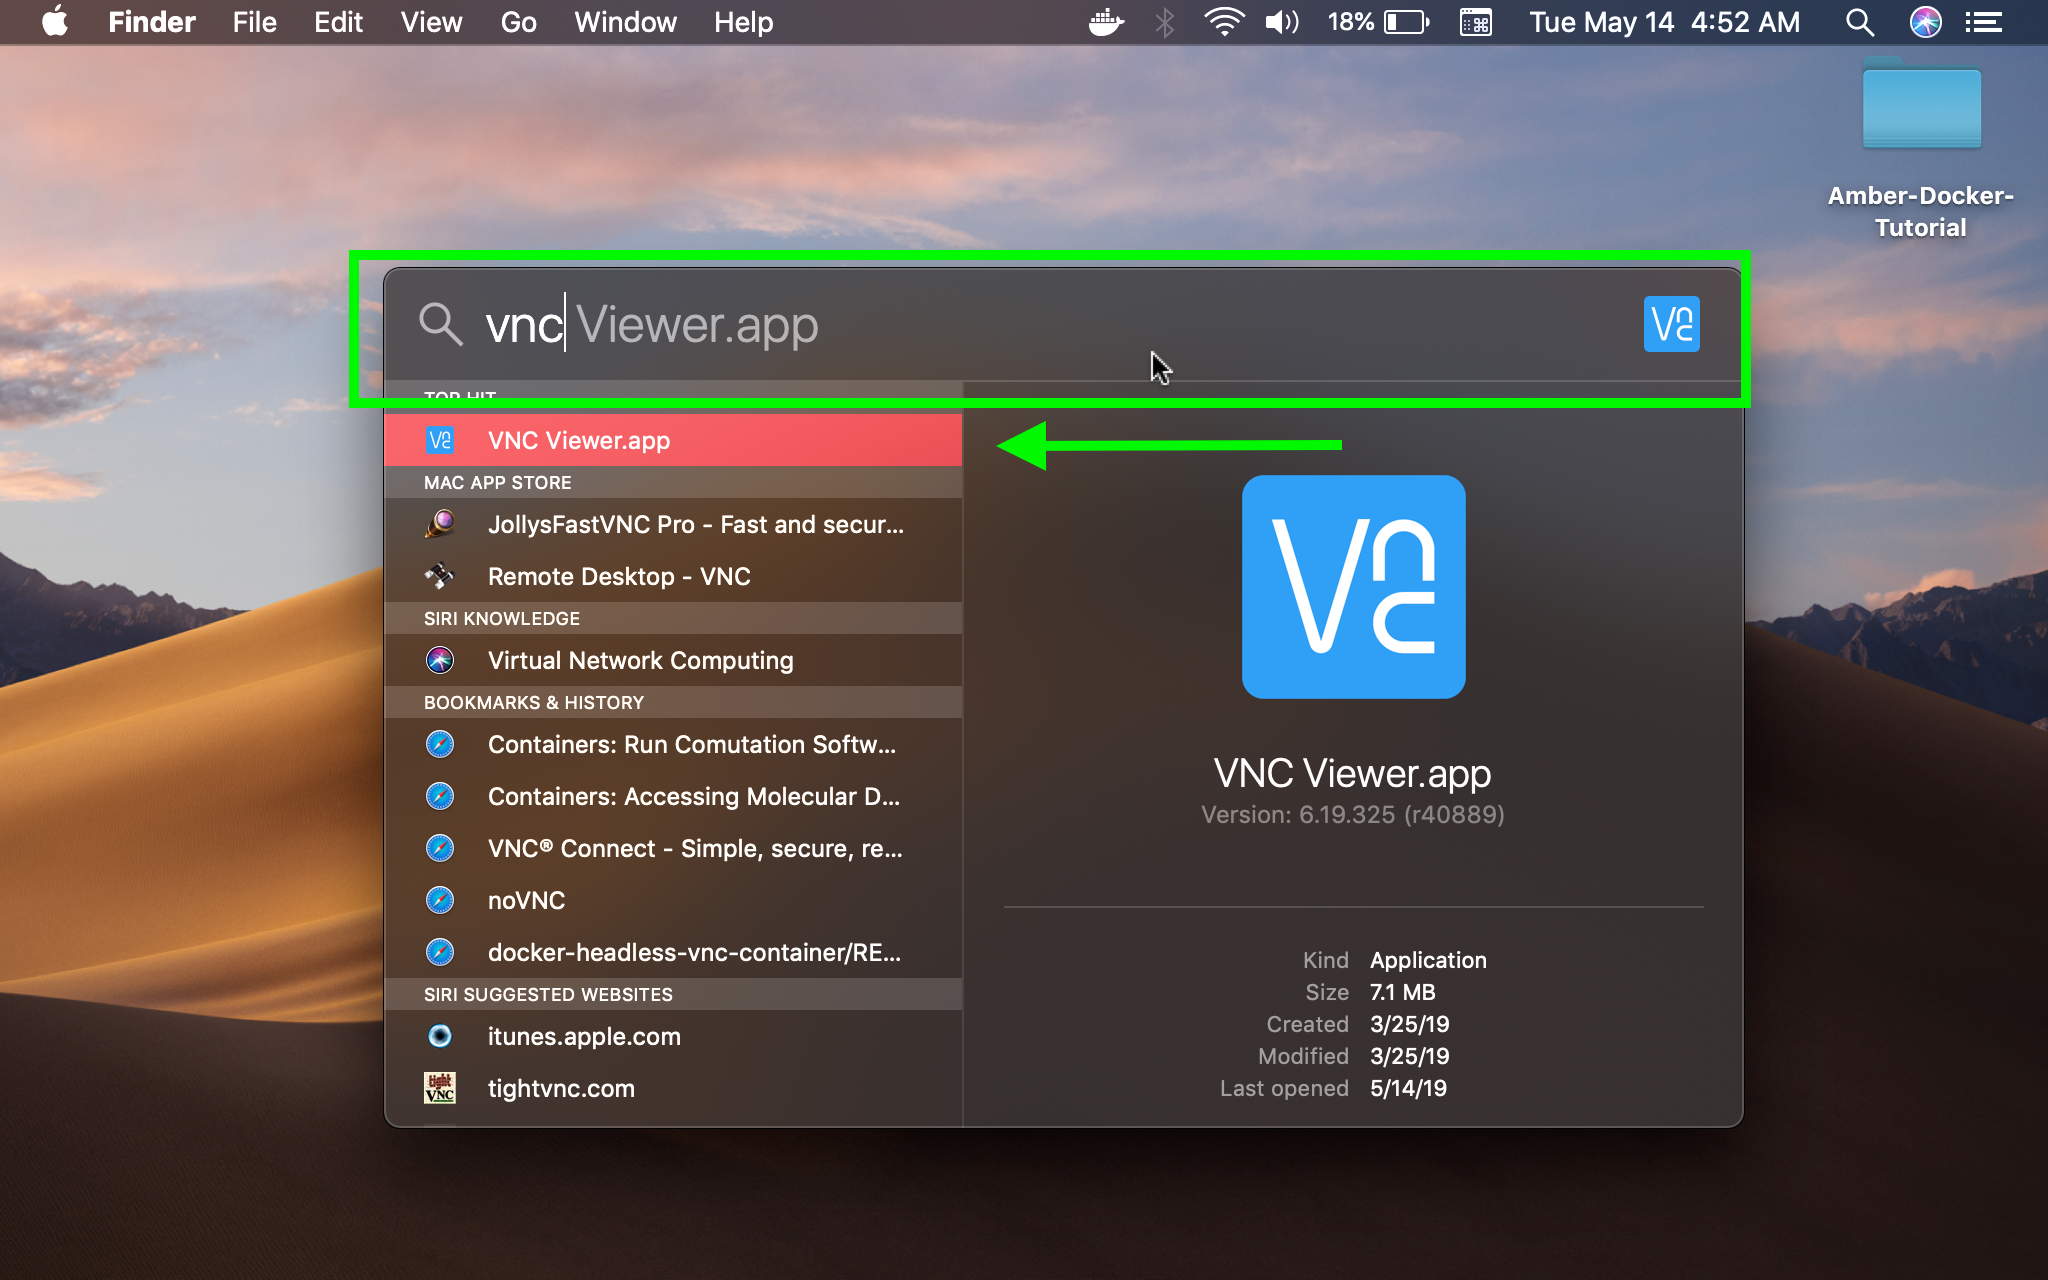 Finder File Edit View Go Window Help 18% Tue May 14 4:52 AM
Amber-Docker-
Tutorial
vnc Viewer.app
TOP HIT
VNC Viewer.app
MAC APP STORE
JollysFastVNC Pro - Fast and secur...
Remote Desktop - VNC
SIRI KNOWLEDGE
Virtual Network Computing
BOOKMARKS & HISTORY
Containers: Run Comutation Softw...
Containers: Accessing Molecular D...
VNC® Connect - Simple, secure, re...
noVNC
docker-headless-vnc-container/RE...
SIRI SUGGESTED WEBSITES
itunes.apple.com
tight
VNC
tightvnc.com
VNC
VNC Viewer.app
Version: 6.19.325 (r40889)
Kind Application
Size 7.1 MB
Created 3/25/19
Modified 3/25/19
Last opened 5/14/19